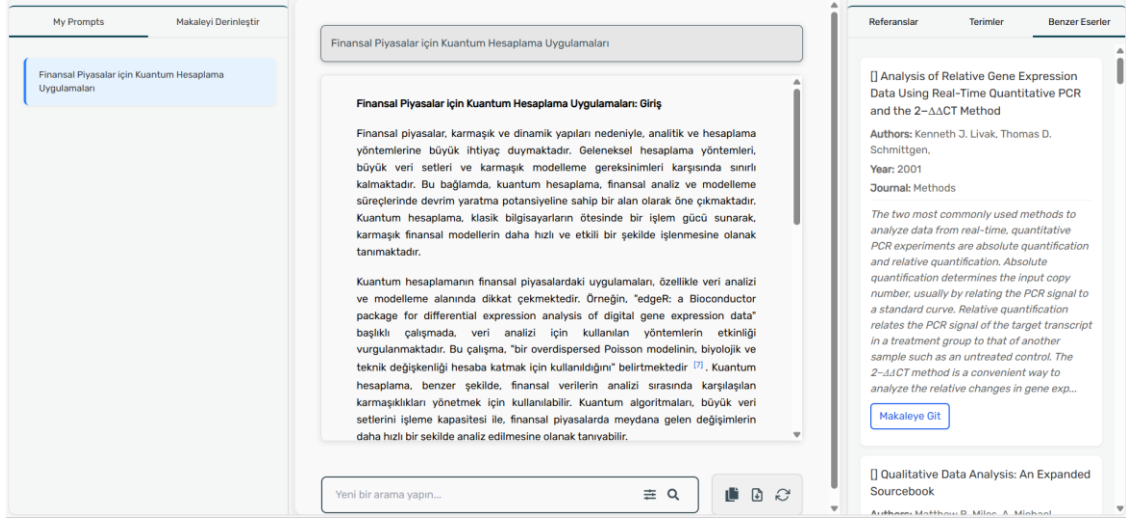 My Prompts
Makaleyi Derinleştir
Finansal Piyasalar için Kuantum Hesaplama
Uygulamaları
Finansal Piyasalar için Kuantum Hesaplama Uygulamaları
Finansal Piyasalar için Kuantum Hesaplama Uygulamaları: Giriş
Finansal piyasalar, karmaşık ve dinamik yapıları nedeniyle, analitik ve hesaplama
yöntemlerine büyük ihtiyaç duymaktadır. Geleneksel hesaplama yöntemleri,
büyük veri setleri ve karmaşık modelleme gereksinimleri karşısında sınırlı
kalmaktadır. Bu bağlamda, kuantum hesaplama, finansal analiz ve modelleme
süreçlerinde devrim yaratma potansiyeline sahip bir alan olarak öne çıkmaktadır.
Kuantum hesaplama, klasik bilgisayarların ötesinde bir işlem gücü sunarak,
karmaşık finansal modellerin daha hızlı ve etkili bir şekilde işlenmesine olanak
tanımaktadır.
Kuantum hesaplamanın finansal piyasalardaki uygulamaları, özellikle veri analizi
ve modelleme alanında dikkat çekmektedir. Örneğin, "edgeR: a Bioconductor
package for differential expression analysis of digital gene expression data"
başlıklı çalışmada, veri analizi için kullanılan yöntemlerin etkinliği
vurgulanmaktadır. Bu çalışma, "bir overdispersed Poisson modelinin, biyolojik ve
teknik değişkenliği hesaba katmak için kullanıldığını" belirtmektedir [7] . Kuantum
hesaplama, benzer şekilde, finansal verilerin analizi sırasında karşılaşılan
karmaşıklıkları yönetmek için kullanılabilir. Kuantum algoritmaları, büyük veri
setlerini işleme kapasitesi ile, finansal piyasalarda meydana gelen değişimlerin
daha hızlı bir şekilde analiz edilmesine olanak tanıyabilir.
Yeni bir arama yapın...
Referanslar
Terimler
Benzer Eserler
[] Analysis of Relative Gene Expression
Data Using Real-Time Quantitative PCR
and the 2−ΔΔCT Method
Authors: Kenneth J. Livak, Thomas D.
Schmittgen,
Year: 2001
Journal: Methods
The two most commonly used methods to
analyze data from real-time, quantitative
PCR experiments are absolute quantification
and relative quantification. Absolute
quantification determines the input copy
number, usually by relating the PCR signal to
a standard curve. Relative quantification
relates the PCR signal of the target transcript
in a treatment group to that of another
sample such as an untreated control. The
2−ΔΔCT method is a convenient way to
analyze the relative changes in gene exp...
Makaleye Git
[] Qualitative Data Analysis: An Expanded
Sourcebook
Authors: Matthew B. Miles, A. Michael